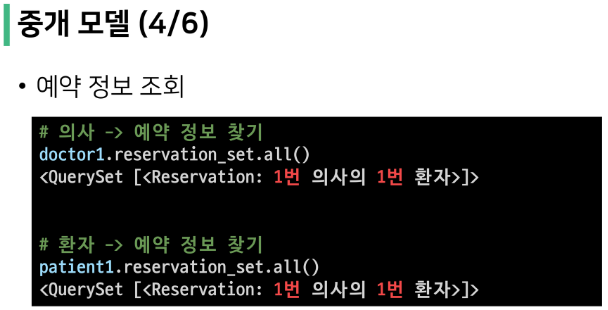 중개 모델 (4/6)
• 예약 정보 조회
# 의사 -> 예약 정보 찾기
doctor1.reservation_set.all()
<QuerySet [<Reservation: 1번 의사의 1번 환자>]>
# 환자 -> 예약 정보 찾기
patient1.reservation_set.all()
<QuerySet [<Reservation: 1번 의사의 1번 환자>]>